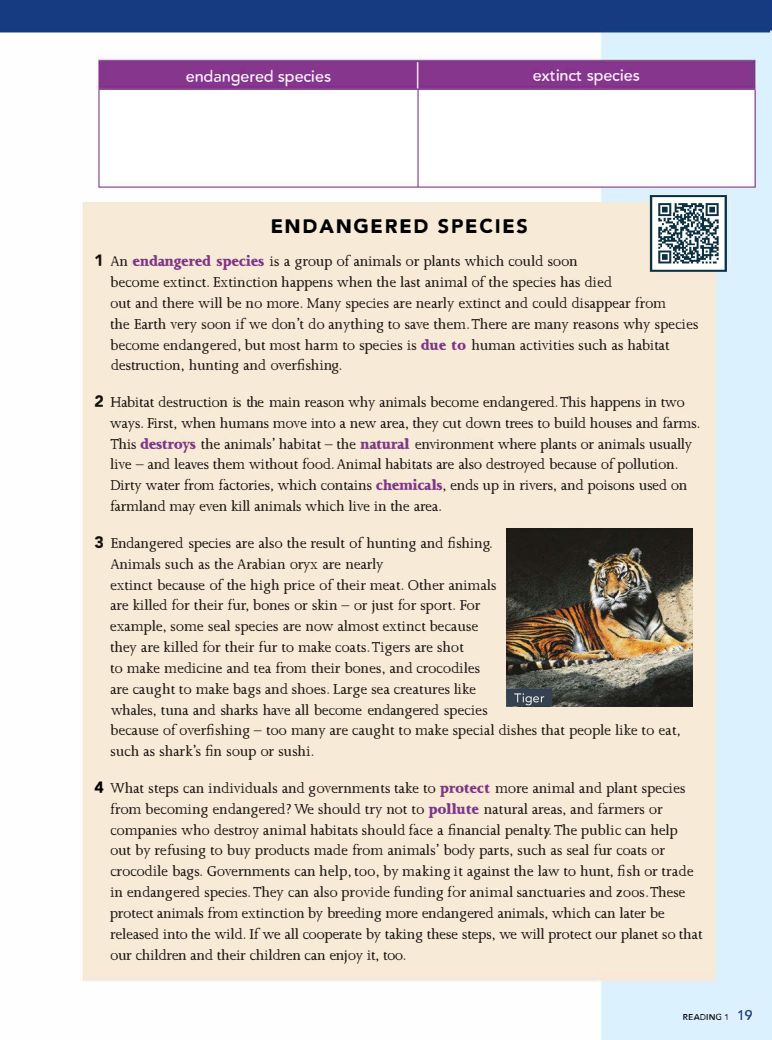 endangered species
extinct species
ENDANGERED SPECIES
1 An endangered species is a group of animals or plants which could soon
become extinct. Extinction happens when the last animal of the species has died
out and there will be no more. Many species are nearly extinct and could disappear from
the Earth very soon if we don't do anything to save them. There are many reasons why species
become endangered, but most harm to species is due to human activities such as habitat
destruction, hunting and overfishing.
2 Habitat destruction is the main reason why animals become endangered. This happens in two
ways. First, when humans move into a new area, they cut down trees to build houses and farms.
This destroys the animals' habitat – the natural environment where plants or animals usually
live – and leaves them without food. Animal habitats are also destroyed because of pollution.
Dirty water from factories, which contains chemicals, ends up in rivers, and poisons used on
farmland may even kill animals which live in the area.
3 Endangered species are also the result of hunting and fishing.
Animals such as the Arabian oryx are nearly
extinct because of the high price of their meat. Other animals
are killed for their fur, bones or skin – or just for sport. For
example, some seal species are now almost extinct because
they are killed for their fur to make coats. Tigers are shot
to make medicine and tea from their bones, and crocodiles
are caught to make bags and shoes. Large sea creatures like
whales, tuna and sharks have all become endangered species
because of overfishing – too many are caught to make special dishes that people like to eat,
such as shark's fin soup or sushi.
Tiger
4 What steps can individuals and governments take to protect more animal and plant species
from becoming endangered? We should try not to pollute natural areas, and farmers or
companies who destroy animal habitats should face a financial penalty. The public can help
out by refusing to buy products made from animals' body parts, such as seal fur coats or
crocodile bags. Governments can help, too, by making it against the law to hunt, fish or trade
in endangered species. They can also provide funding for animal sanctuaries and zoos. These
protect animals from extinction by breeding more endangered animals, which can later be
released into the wild. If we all cooperate by taking these steps, we will protect our planet so that
our children and their children can enjoy it, too.
READING 1 19